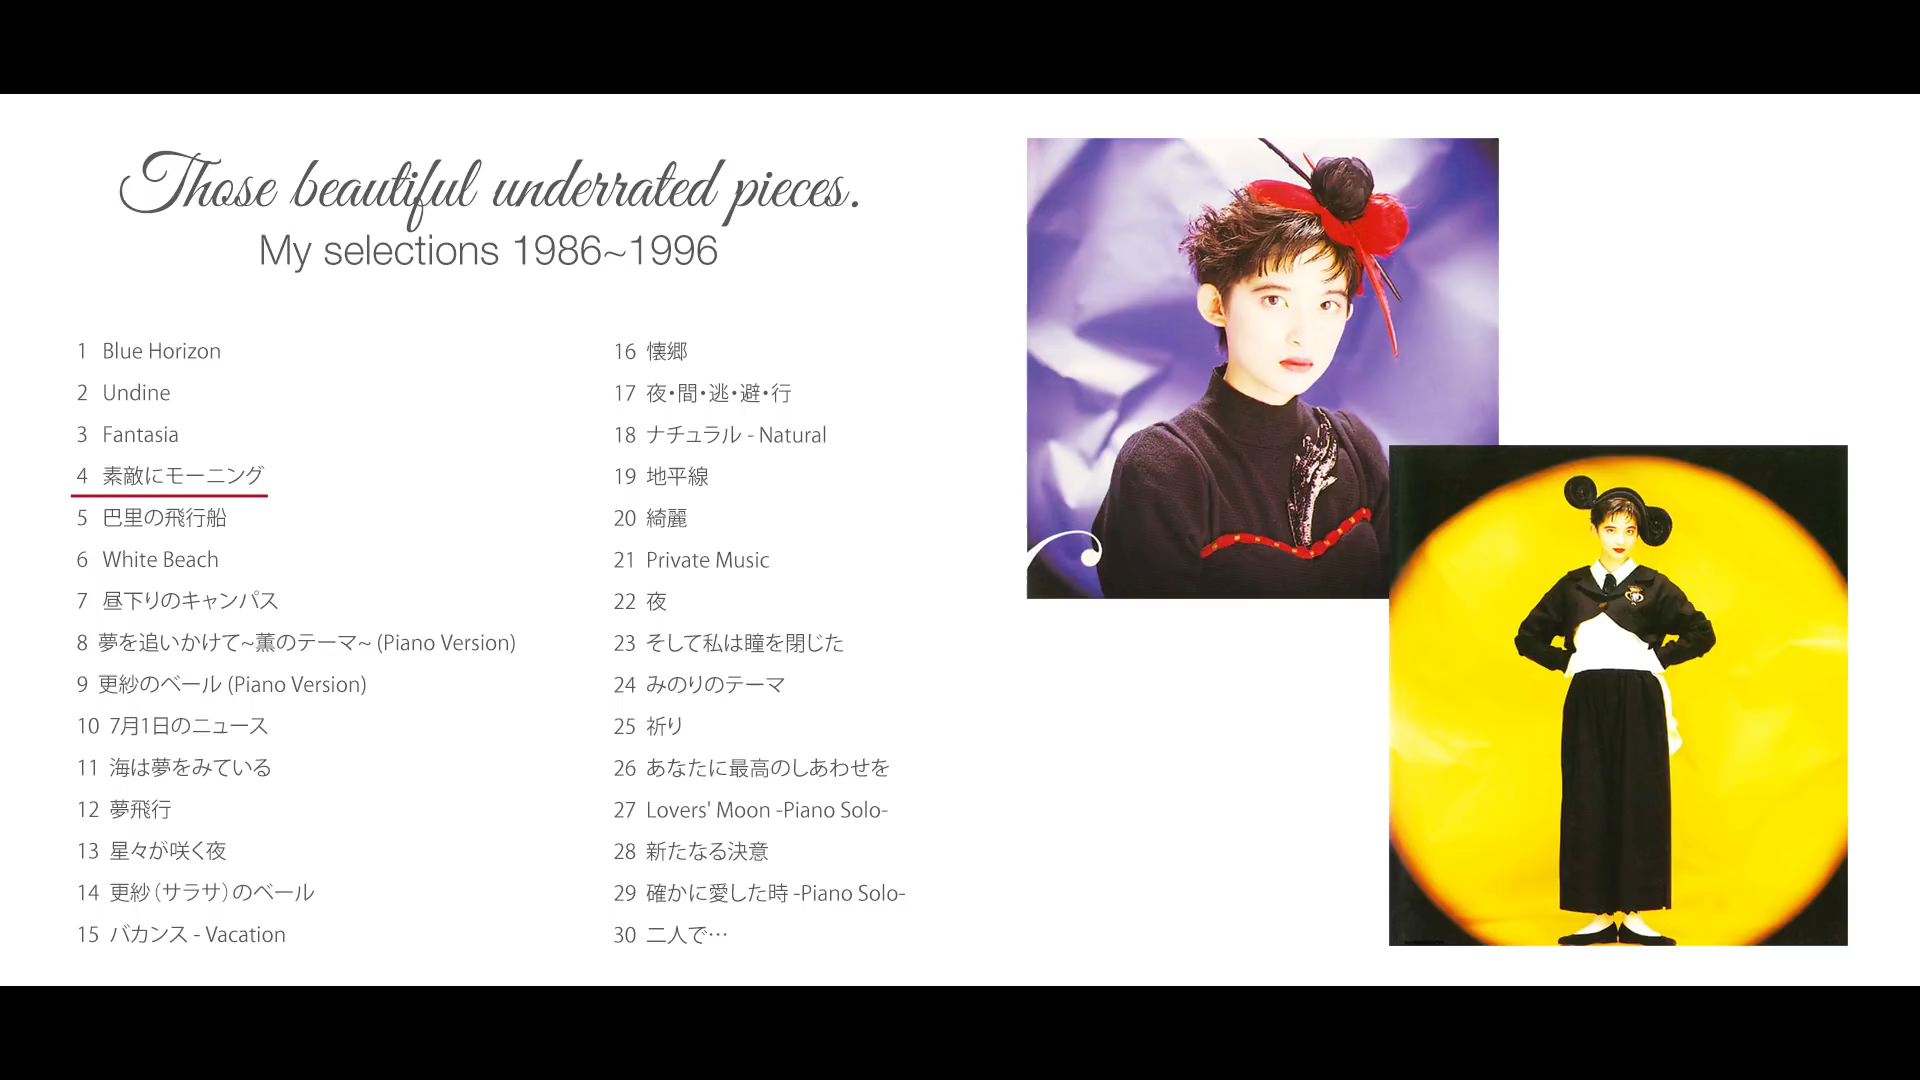 Those beautiful underrated pieces.
My selections 1986~1996
1 Blue Horizon
2 Undine
3 Fantasia
4 素敵にモーニング
5 巴里の飛行船
6 White Beach
7 昼下りのキャンパス
8 夢を追いかけて~薫のテーマ~ (Piano Version)
9 更紗のベール (Piano Version)
10 7月1日のニュース
11 海は夢をみている
12 夢飛行
13 星々が咲く夜
14 更紗（サラサ）のベール
15 バカンス - Vacation
16 懐郷
17 夜・間・逃・避・行
18 ナチュラル - Natural
19 地平線
20 綺麗
21 Private Music
22 夜
23 そして私は瞳を閉じた
24 みのりのテーマ
25 祈り
26 あなたに最高のしあわせを
27 Lovers' Moon -Piano Solo-
28 新たなる決意
29 確かに愛した時 -Piano Solo-
30 二人で…